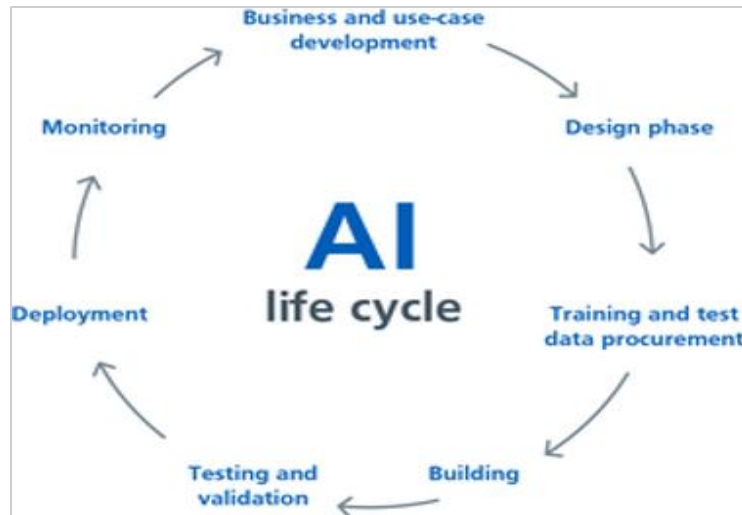 Business and use-case
development
Design phase
Training and test
data procurement
Building
Testing and
validation
Deployment
Monitoring
AI
life cycle